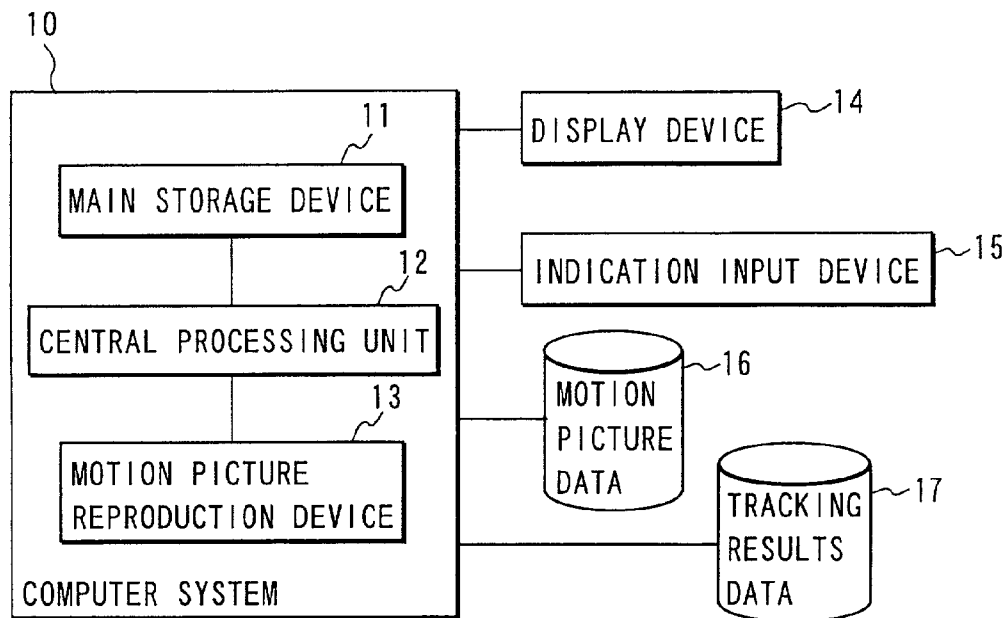 10
11
MAIN STORAGE DEVICE
12
CENTRAL PROCESSING UNIT
13
MOTION PICTURE
REPRODUCTION DEVICE
COMPUTER SYSTEM
14
DISPLAY DEVICE
15
INDICATION INPUT DEVICE
16
MOTION
PICTURE
DATA
17
TRACKING
RESULTS
DATA